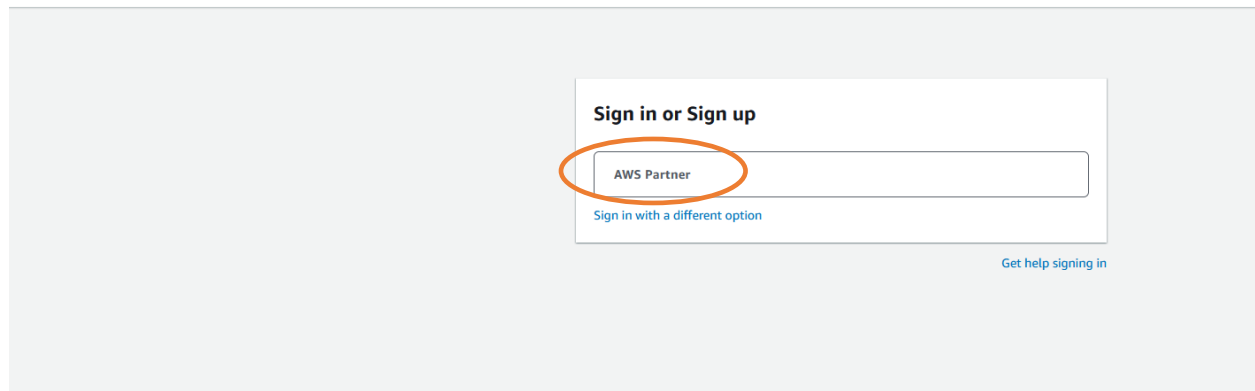 Sign in or Sign up
AWS Partner
Sign in with a different option
Get help signing in